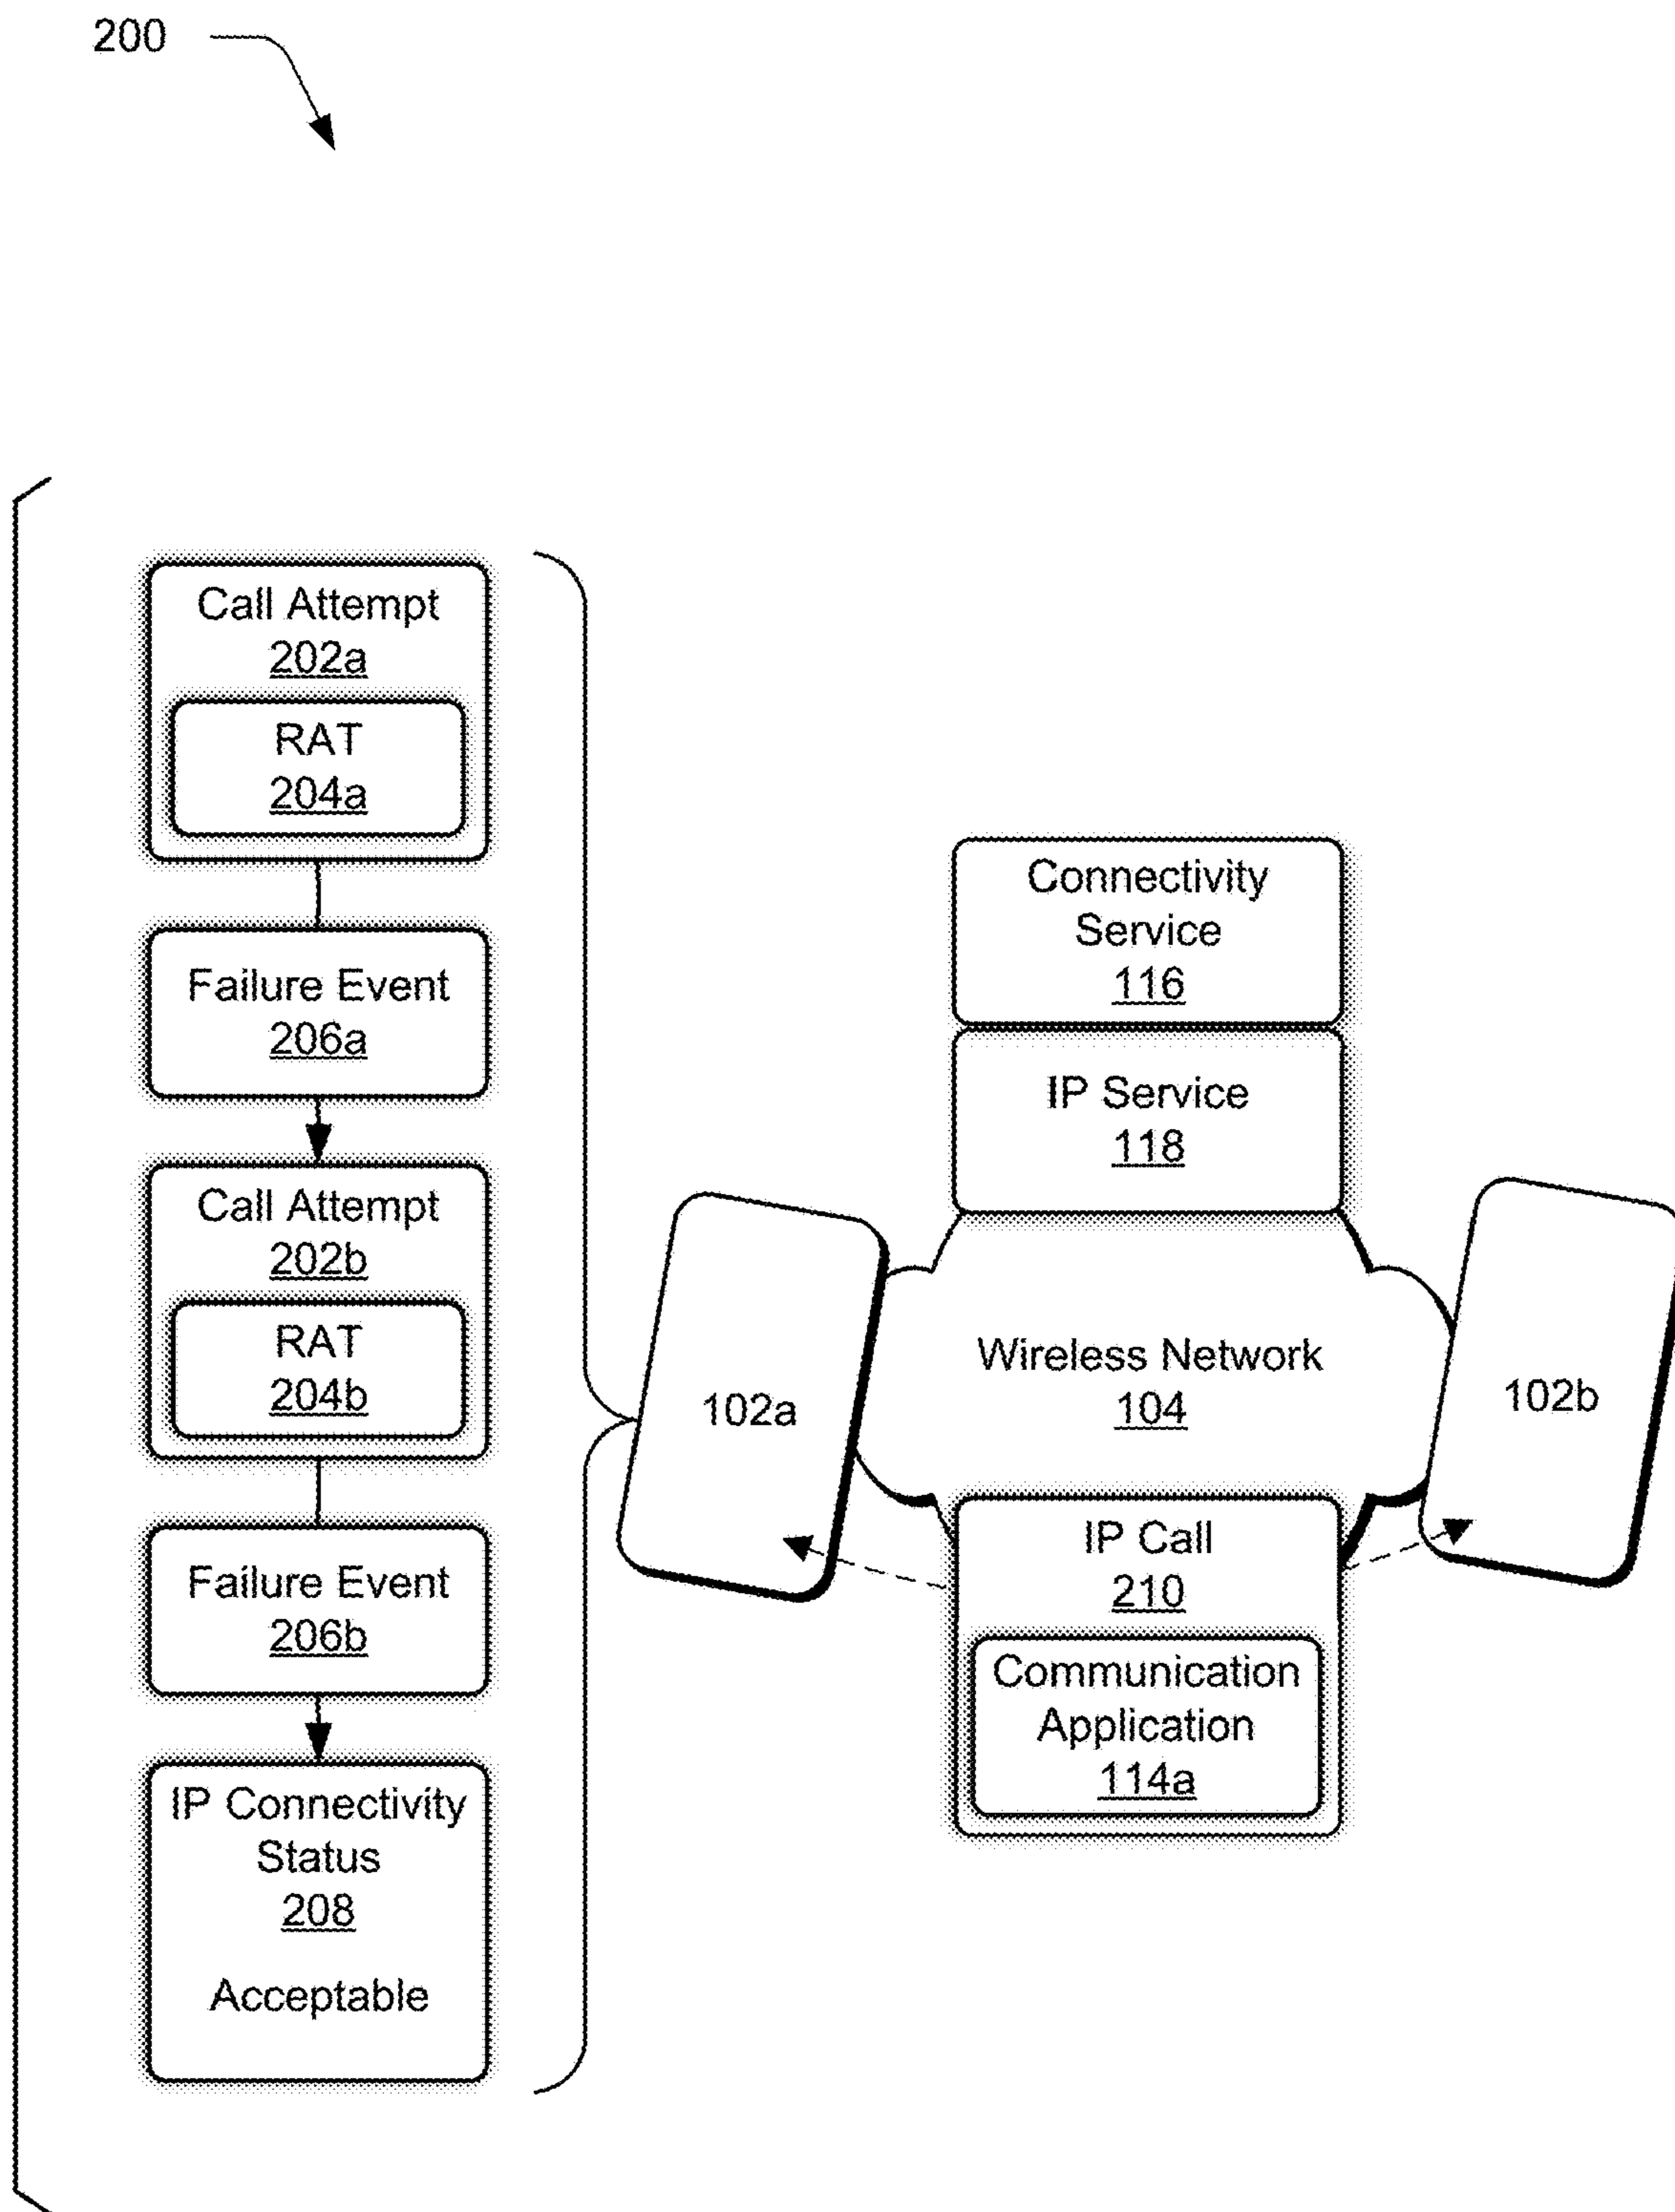 200
Call Attempt
202a
RAT
204a
Failure Event
206a
Call Attempt
202b
RAT
204b
Failure Event
206b
IP Connectivity
Status
208
Acceptable
Connectivity
Service
116
IP Service
118
102a
Wireless Network
104
102b
IP Call
210
Communication
Application
114a